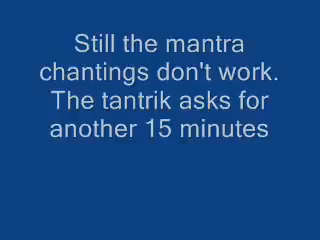 Still the mantra
chantings don't work.
The tantrik asks for
another 15 minutes